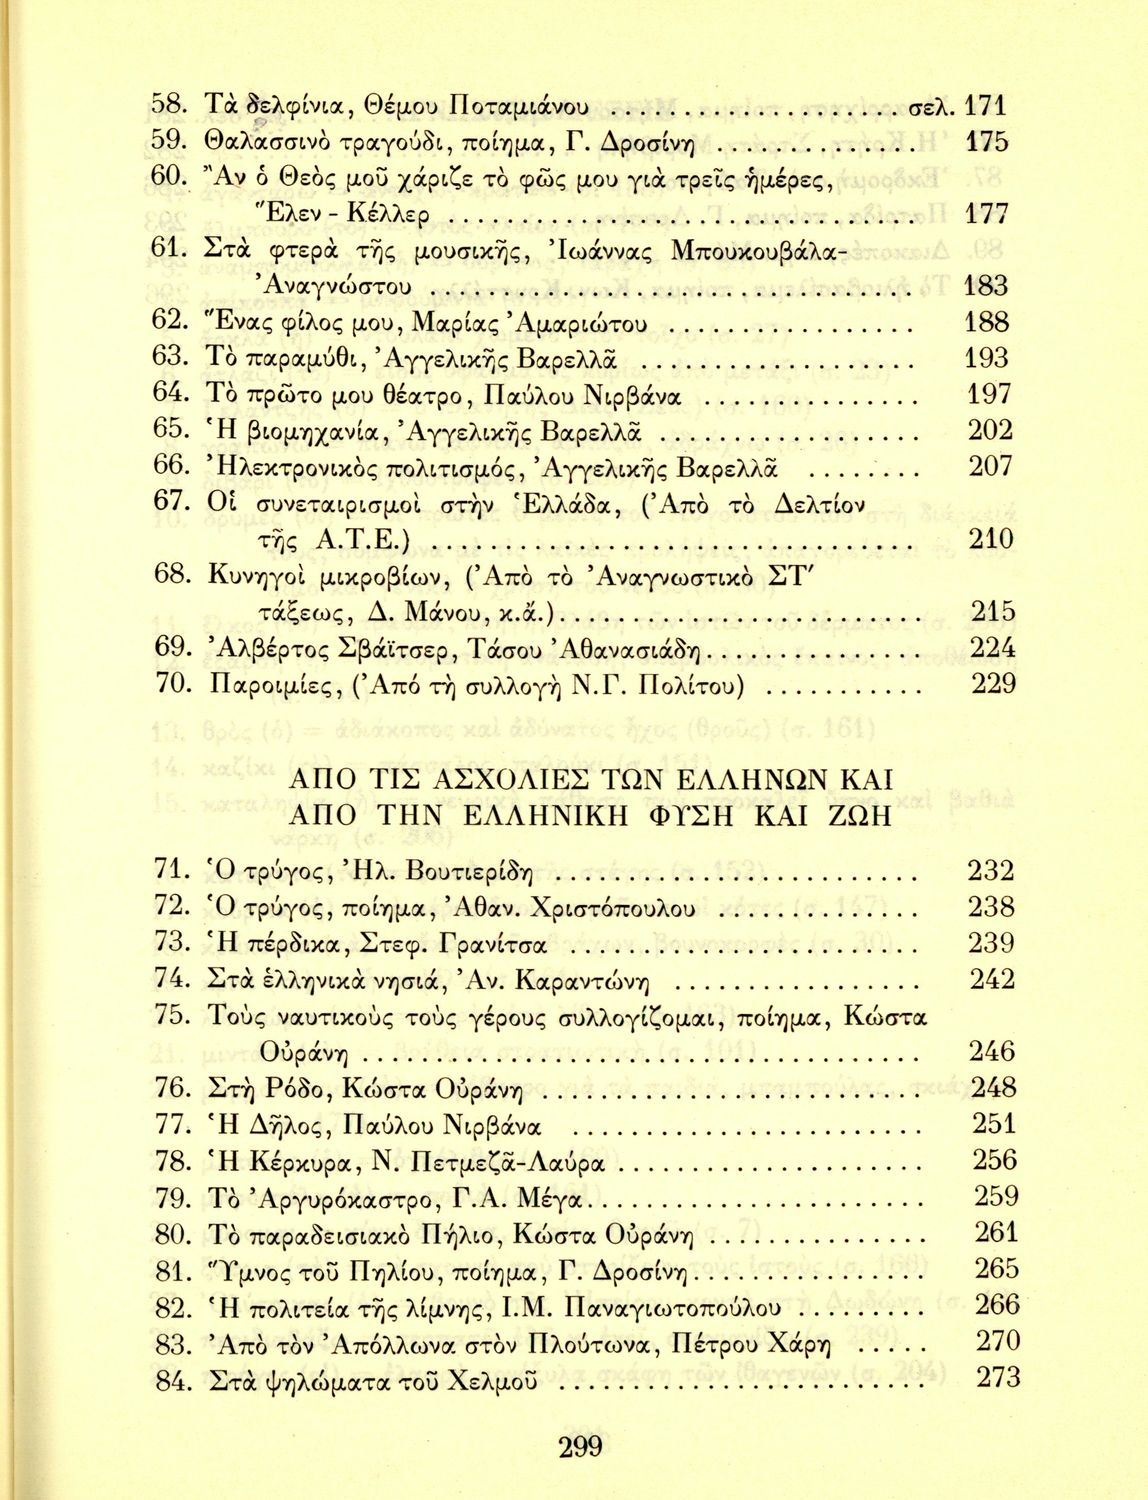 58. Τὰ δελφίνια, Θέμου Ποταμιάνου .................... σελ. 171
59. Θαλασσινὸ τραγούδι, ποίημα, Γ. Δροσίνη .............. 175
60. Ἂν ὁ Θεὸς μοῦ χάριζε τὸ φῶς μου γιὰ τρεῖς ἡμέρες,
Ἕλεν - Κέλλερ ................................ 177
61. Στὰ φτερὰ τῆς μουσικῆς, Ἰωάννας Μπουκουβάλα-
Ἀναγνώστου ................................. 183
62. Ἕνας φίλος μου, Μαρίας Ἀμαριώτου ................. 188
63. Τὸ παραμύθι, Ἀγγελικῆς Βαρελλᾶ ................... 193
64. Τὸ πρῶτο μου θέατρο, Παύλου Νιρβάνα ............... 197
65. Ἡ βιομηχανία, Ἀγγελικῆς Βαρελλᾶ .................. 202
66. Ἠλεκτρονικὸς πολιτισμός, Ἀγγελικῆς Βαρελλᾶ ........ 207
67. Οἱ συνεταιρισμοὶ στὴν Ἑλλάδα, (Ἀπὸ τὸ Δελτίον
τῆς Α.Τ.Ε.) ................................. 210
68. Κυνηγοὶ μικροβίων, (Ἀπὸ τὸ Ἀναγνωστικὸ ΣΤ′
τάξεως, Δ. Μάνου, κ.ἄ.) ......................... 215
69. Ἀλβέρτος Σβάϊτσερ, Τάσου Ἀθανασιάδη ............... 224
70. Παροιμίες, (Ἀπό τὴ συλλογὴ Ν.Γ. Πολίτου) ........... 229
ΑΠΟ ΤΙΣ ΑΣΧΟΛΙΕΣ ΤΩΝ ΕΛΛΗΝΩΝ ΚΑΙ
ΑΠΟ ΤΗΝ ΕΛΛΗΝΙΚΗ ΦΥΣΗ ΚΑΙ ΖΩΗ
71. Ὁ τρύγος, Ἠλ. Βουτιερίδη ......................... 232
72. Ὁ τρύγος, ποίημα, Ἀθαν. Χριστόπουλου .............. 238
73. Ἡ πέρδικα, Στεφ. Γρανίτσα ........................ 239
74. Στὰ ἑλληνικὰ νησιά, Ἀν. Καραντώνη ................. 242
75. Τοὺς ναυτικοὺς τοὺς γέρους συλλογίζομαι, ποίημα, Κώστα
Οὐράνη ...................................... 246
76. Στὴ Ρόδο, Κώστα Οὐράνη .......................... 248
77. Ἡ Δῆλος, Παύλου Νιρβάνα ........................ 251
78. Ἡ Κέρκυρα, Ν. Πετμεζᾶ-Λαύρα ..................... 256
79. Τὸ Ἀργυρόκαστρο, Γ.Α. Μέγα ....................... 259
80. Τὸ παραδεισιακὸ Πήλιο, Κώστα Οὐράνη ............... 261
81. Ὕμνος τοῦ Πηλίου, ποίημα, Γ. Δροσίνη ................ 265
82. Ἡ πολιτεία τῆς λίμνης, Ι.Μ. Παναγιωτοπούλου ......... 266
83. Ἀπὸ τὸν Ἀπόλλωνα στὸν Πλούτωνα, Πέτρου Χάρη ..... 270
84. Στὰ ψηλώματα τοῦ Χελμοῦ ......................... 273
299